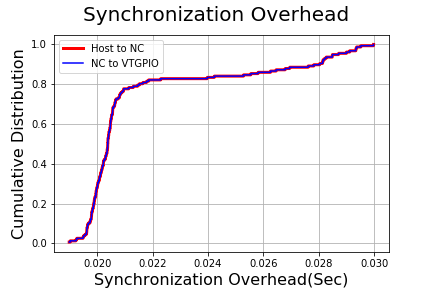 Synchronization Overhead
Cumulative Distribution
1.0
0.8
0.6
0.4
0.2
0.0
Host to NC
NC to VTGPIO
0.020 0.022 0.024 0.026 0.028 0.030
Synchronization Overhead(Sec)